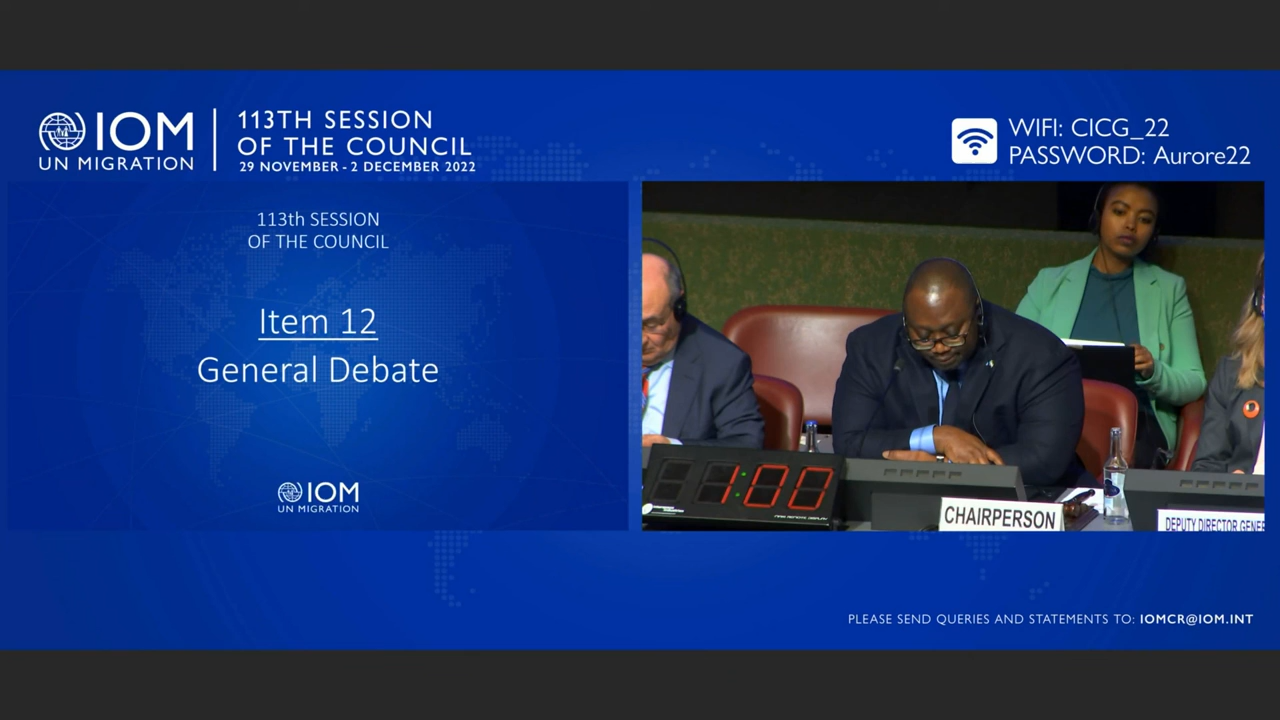 IOM
UN MIGRATION
113TH SESSION
OF THE COUNCIL
29 NOVEMBER - 2 DECEMBER 2022
WIFI: CICG_22
PASSWORD: Aurore22
113th SESSION
OF THE COUNCIL
Item 12
General Debate
IOM
UN MIGRATION
1:00
CHAIRPERSON
DEPUTY DIRECTOR GENE
PLEASE SEND QUERIES AND STATEMENTS TO: IOMCR@IOM.INT